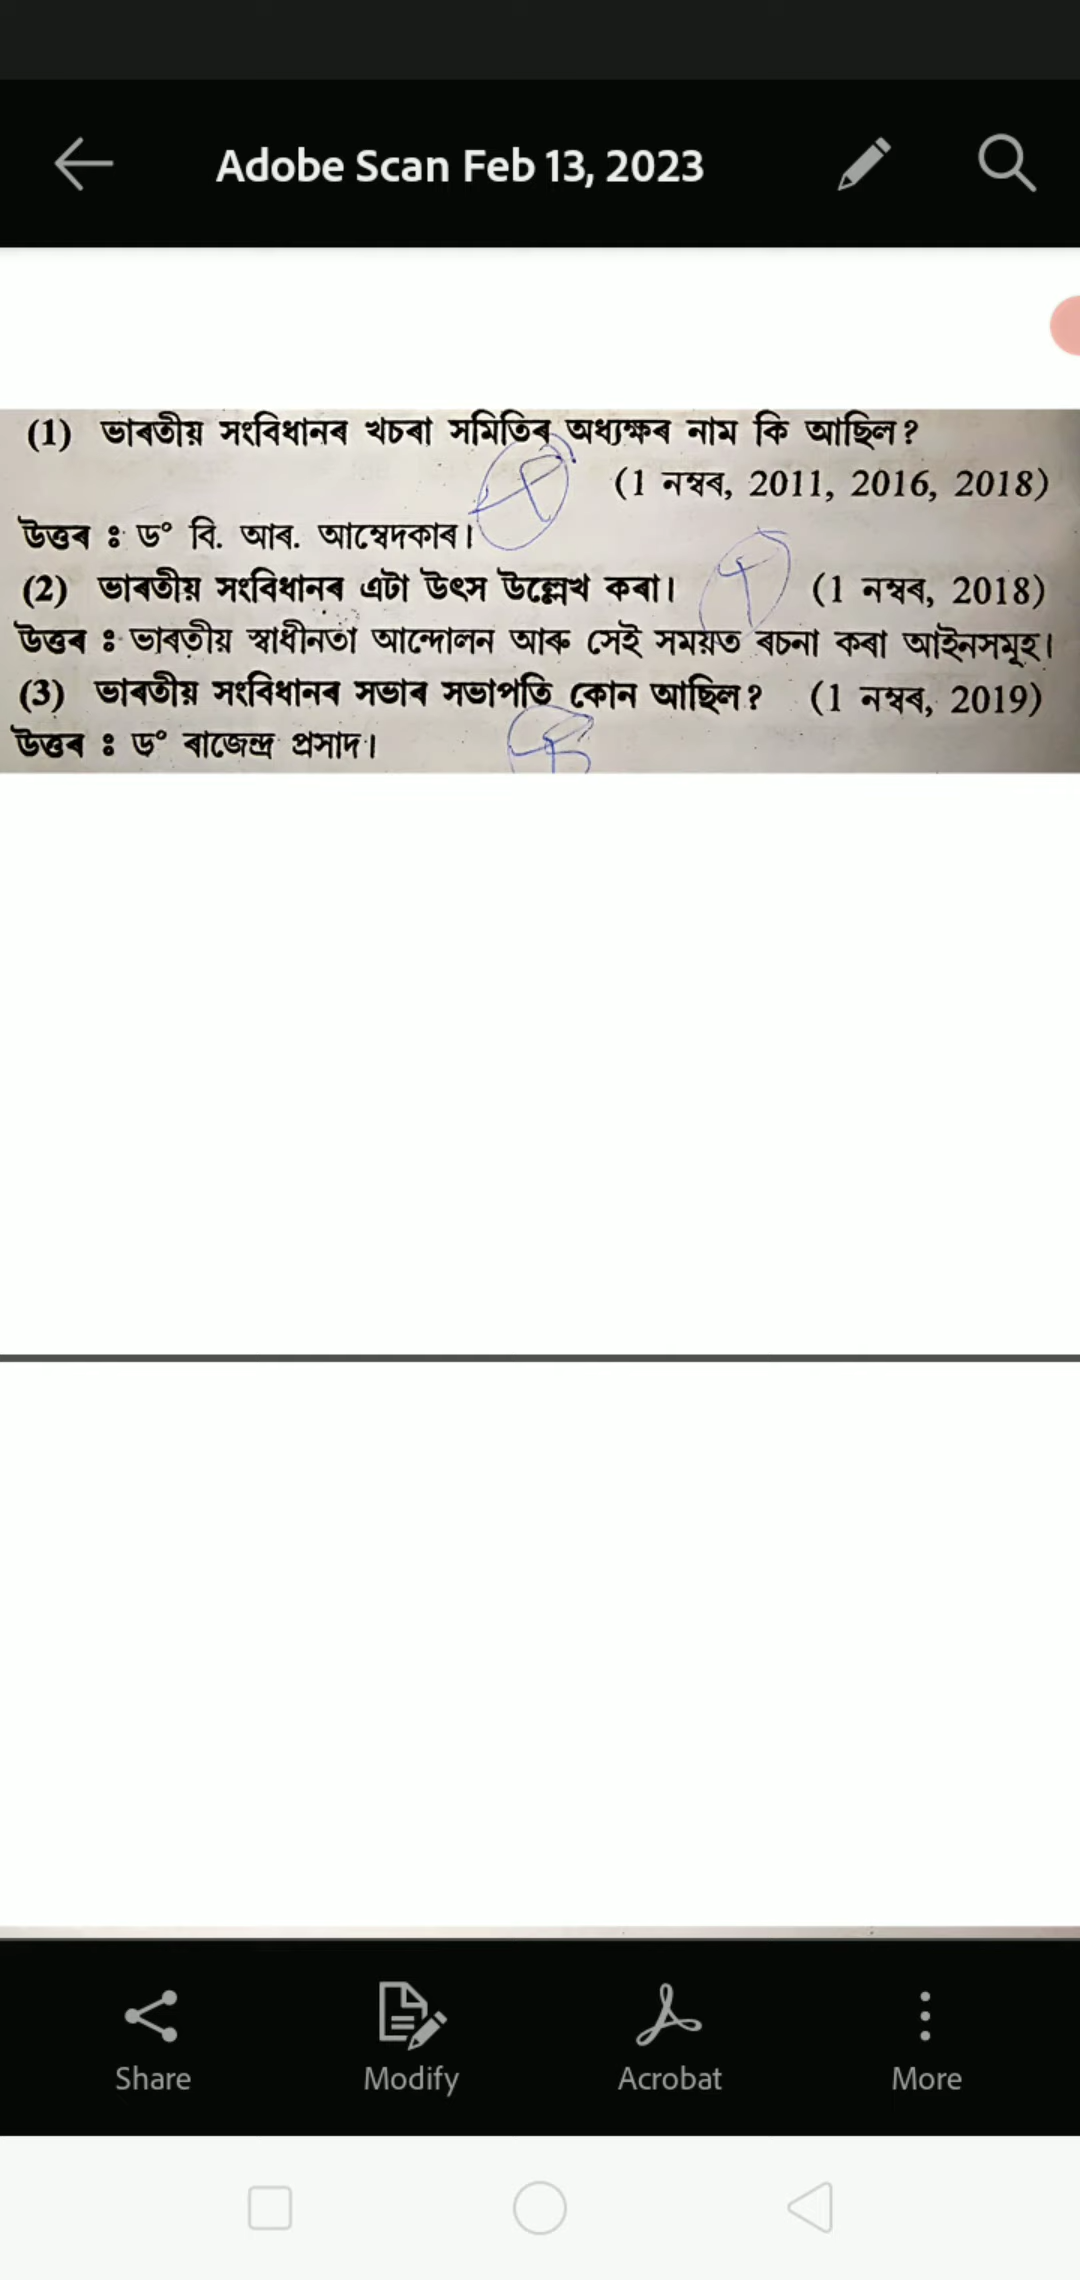 Adobe Scan Feb 13, 2023
(1) ভাৰতীয় সংবিধানৰ খচৰা সমিতিৰ অধ্যক্ষৰ নাম কি আছিল?
(1 নম্বৰ, 2011, 2016, 2018)
উত্তৰ ঃ ড° বি. আৰ. আম্বেদকাৰ।
(2) ভাৰতীয় সংবিধানৰ এটা উৎস উল্লেখ কৰা। (1 নম্বৰ, 2018)
উত্তৰ ঃ ভাৰতীয় স্বাধীনতা আন্দোলন আৰু সেই সময়ত ৰচনা কৰা আইনসমূহ।
(3) ভাৰতীয় সংবিধানৰ সভাৰ সভাপতি কোন আছিল? (1 নম্বৰ, 2019)
উত্তৰ ঃ ড° ৰাজেন্দ্ৰ প্ৰসাদ।
Share Modify Acrobat More